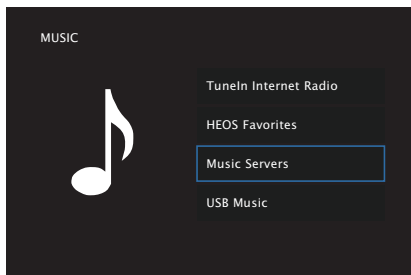 MUSIC
TuneIn Internet Radio
HEOS Favorites
Music Servers
USB Music